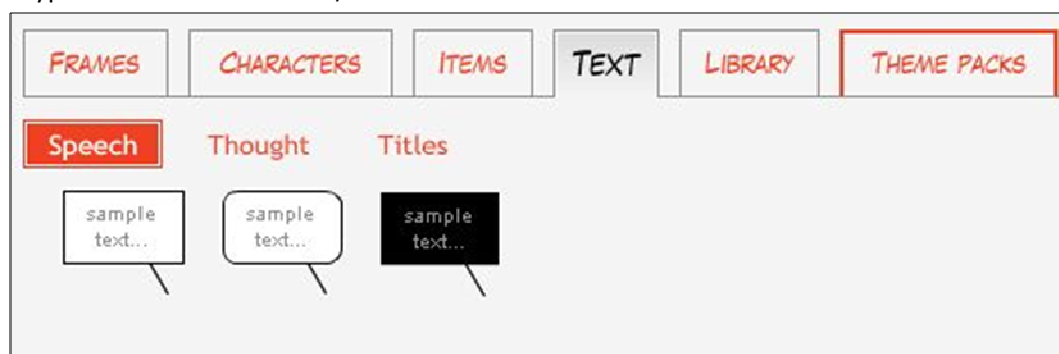 FRAMES CHARACTERS ITEMS TEXT LIBRARY THEME PACKS
Speech Thought Titles
sample sample sample
text... text... text...